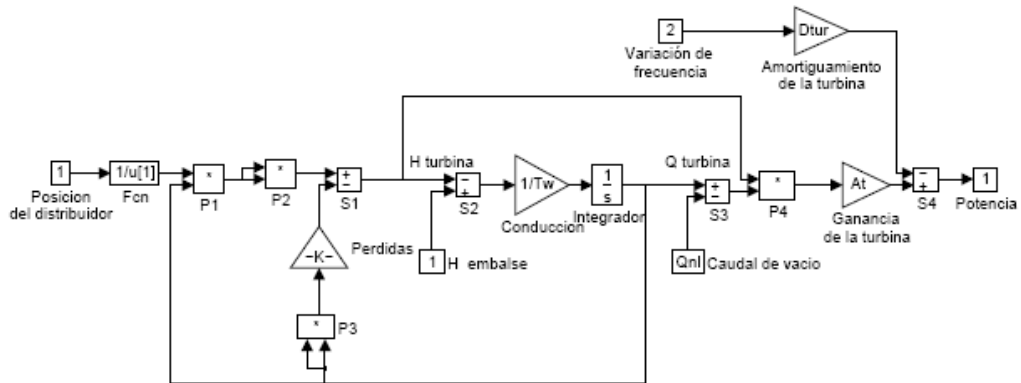 2
Variación de
frecuencia
Dtur
Amortiguamiento
de la turbina
1
Posicion
del distribuidor
1/u[1]
Fcn
*
P1
*
P2
+
−
S1
H turbina
−
+
S2
1/Tw
Conduccion
1
s
Integrador
Q turbina
+
−
S3
*
P4
At
Ganancia
de la turbina
−
+
S4
1
Potencia
−K−
Perdidas
1
H embalse
Qnl
Caudal de vacio
*
P3